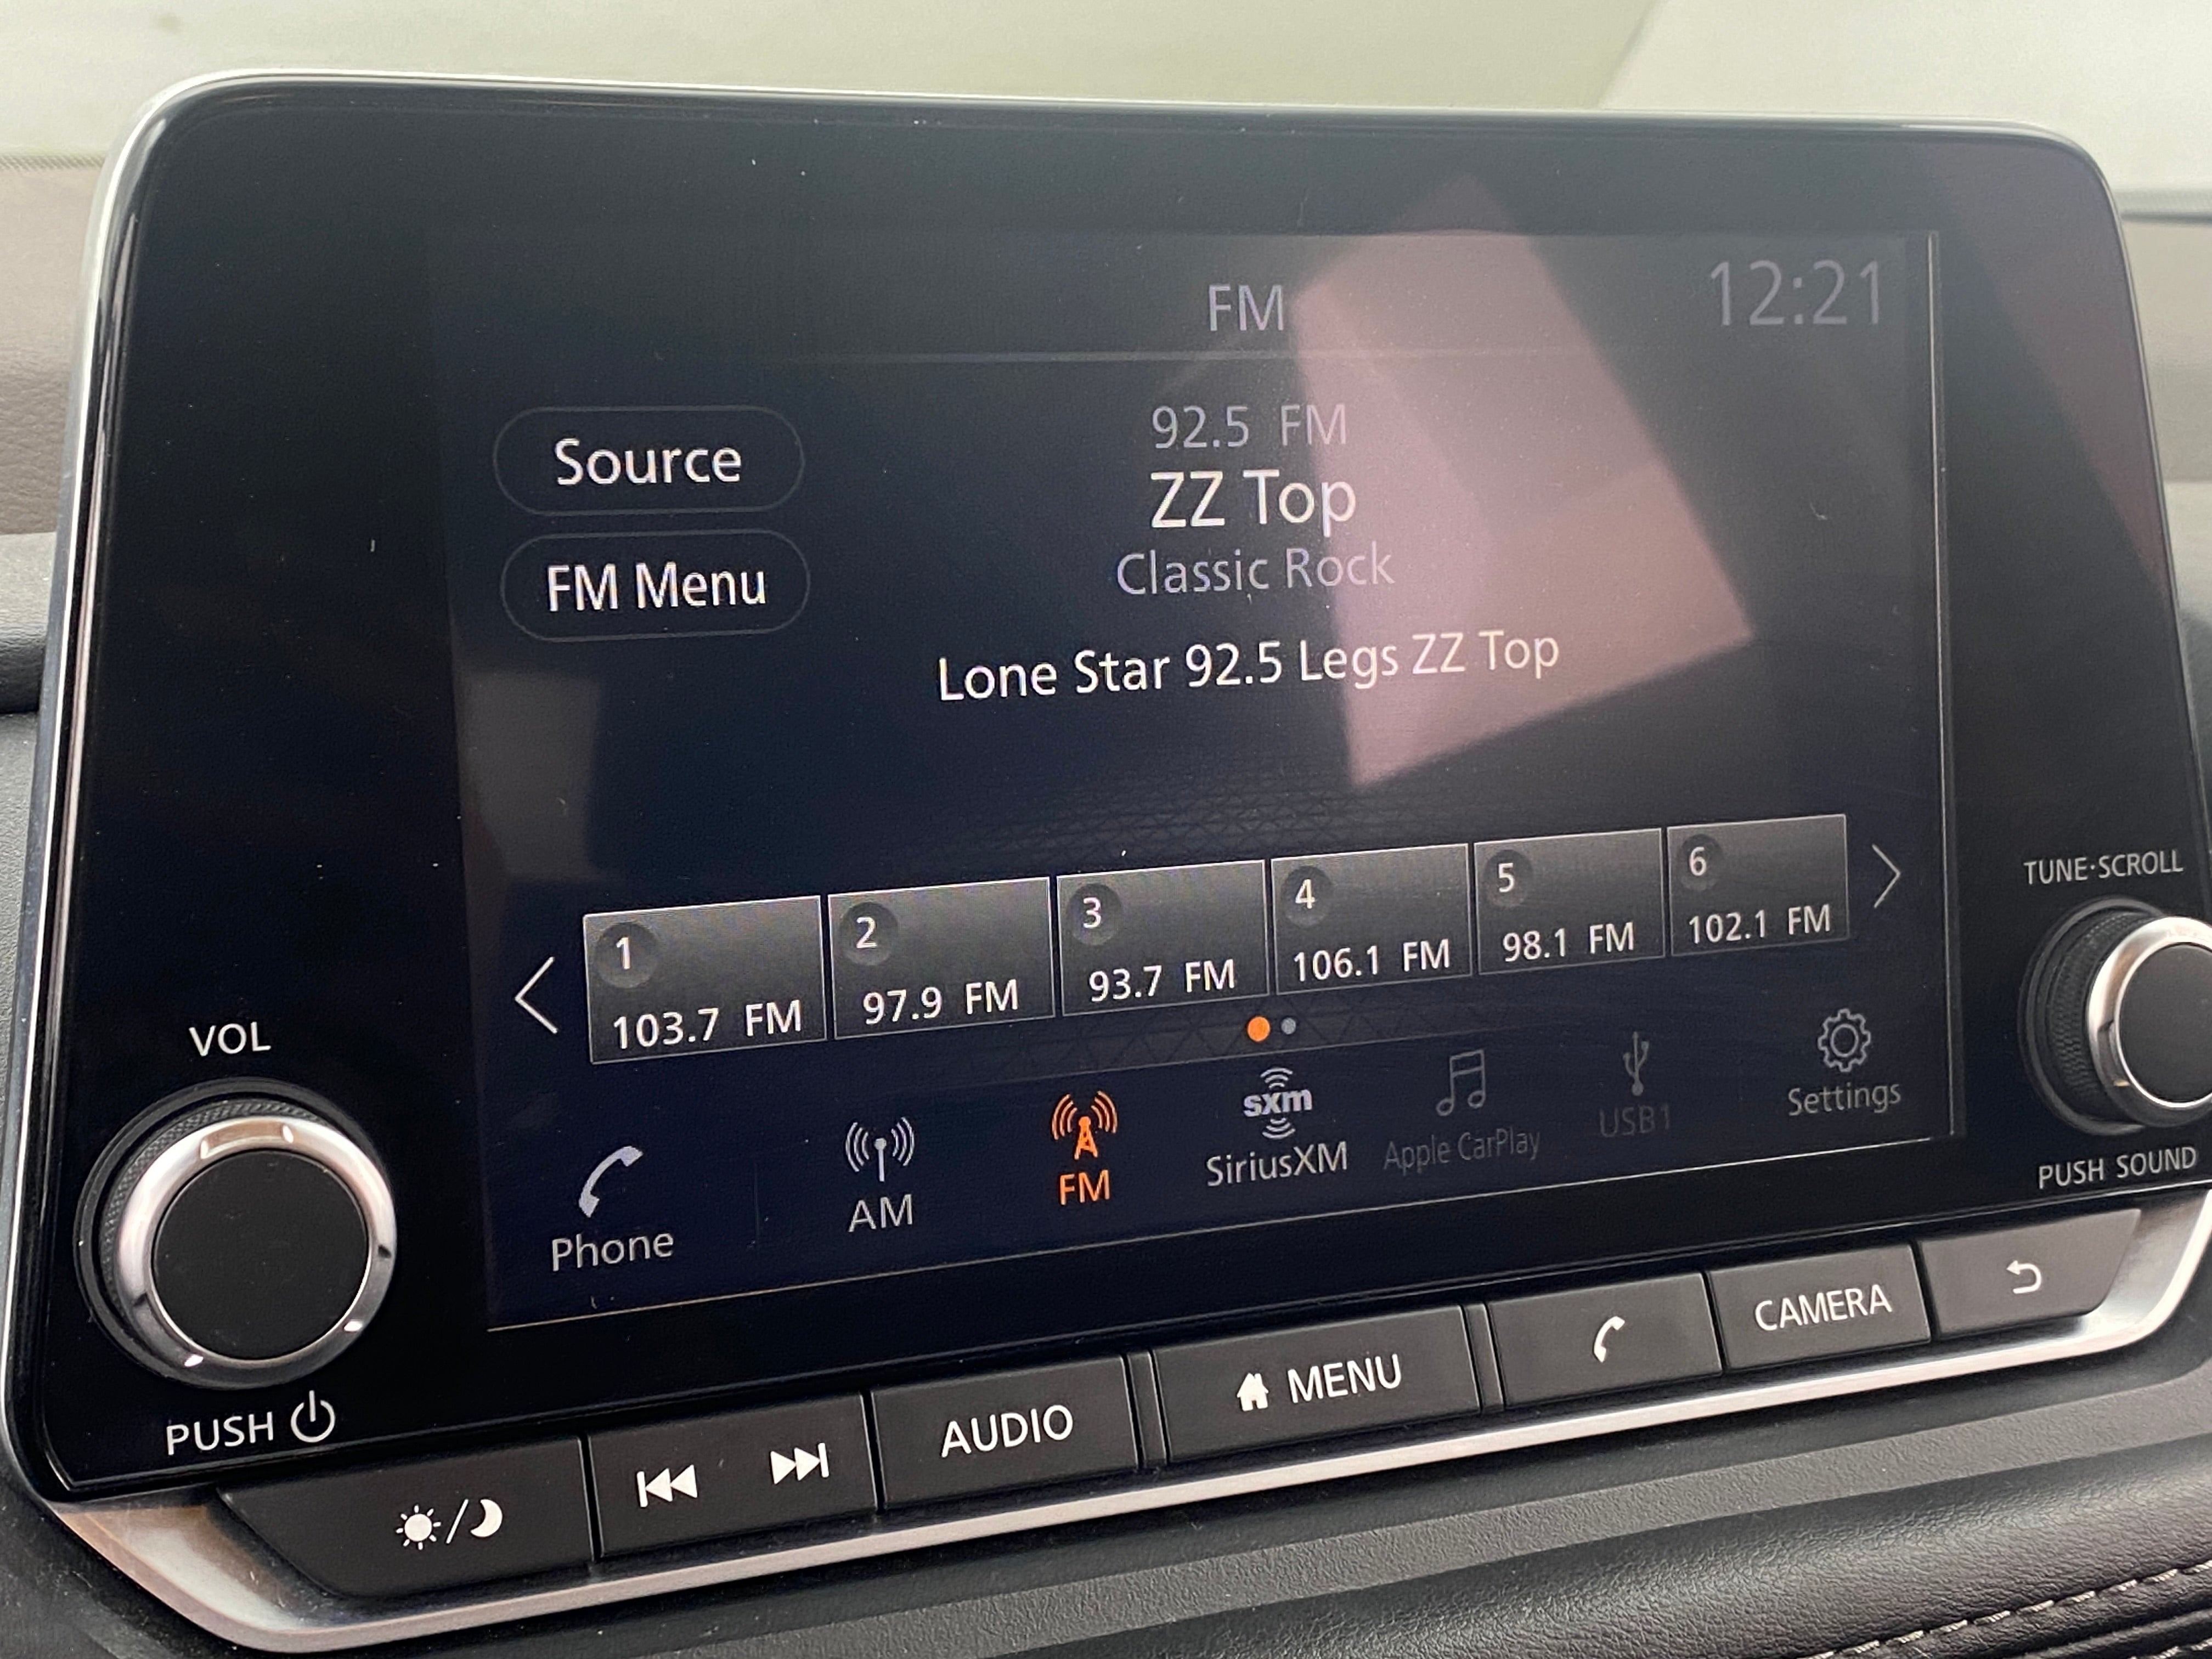 FM
12:21
Source
FM Menu
92.5 FM
ZZ Top
Classic Rock
Lone Star 92.5 Legs ZZ Top
1
103.7 FM
2
97.9 FM
3
93.7 FM
4
106.1 FM
5
98.1 FM
6
102.1 FM
Phone
AM
FM
sxm
SiriusXM
Apple CarPlay
USB1
Settings
VOL
PUSH
TUNE·SCROLL
PUSH SOUND
AUDIO
MENU
CAMERA